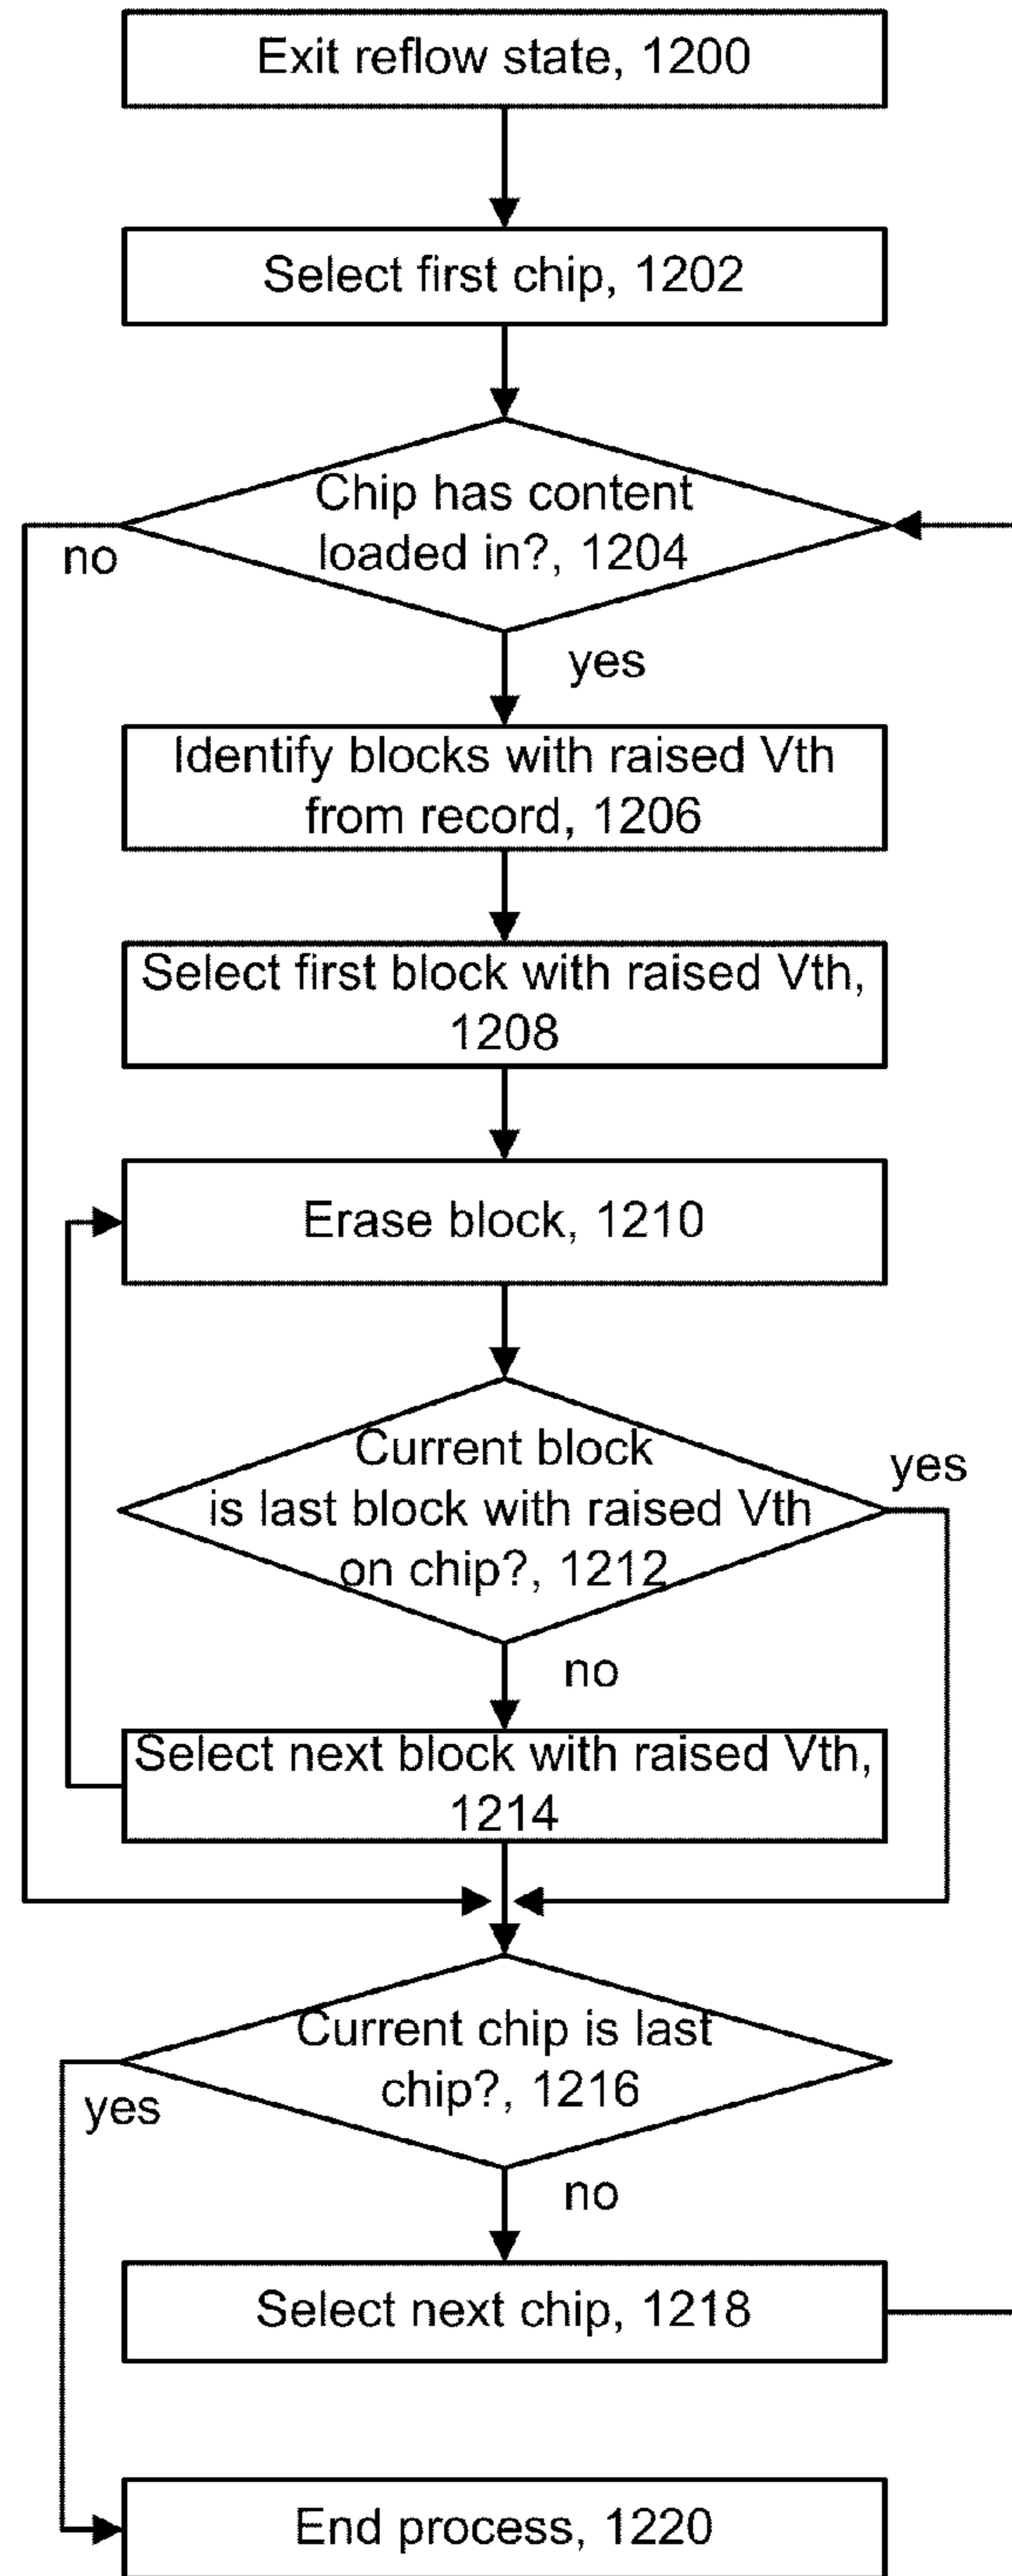 Exit reflow state, 1200
Select first chip, 1202
Chip has content
loaded in?, 1204
no
yes
Identify blocks with raised Vth
from record, 1206
Select first block with raised Vth,
1208
Erase block, 1210
Current block
is last block with raised Vth
on chip?, 1212
yes
no
Select next block with raised Vth,
1214
Current chip is last
chip?, 1216
yes
no
Select next chip, 1218
End process, 1220